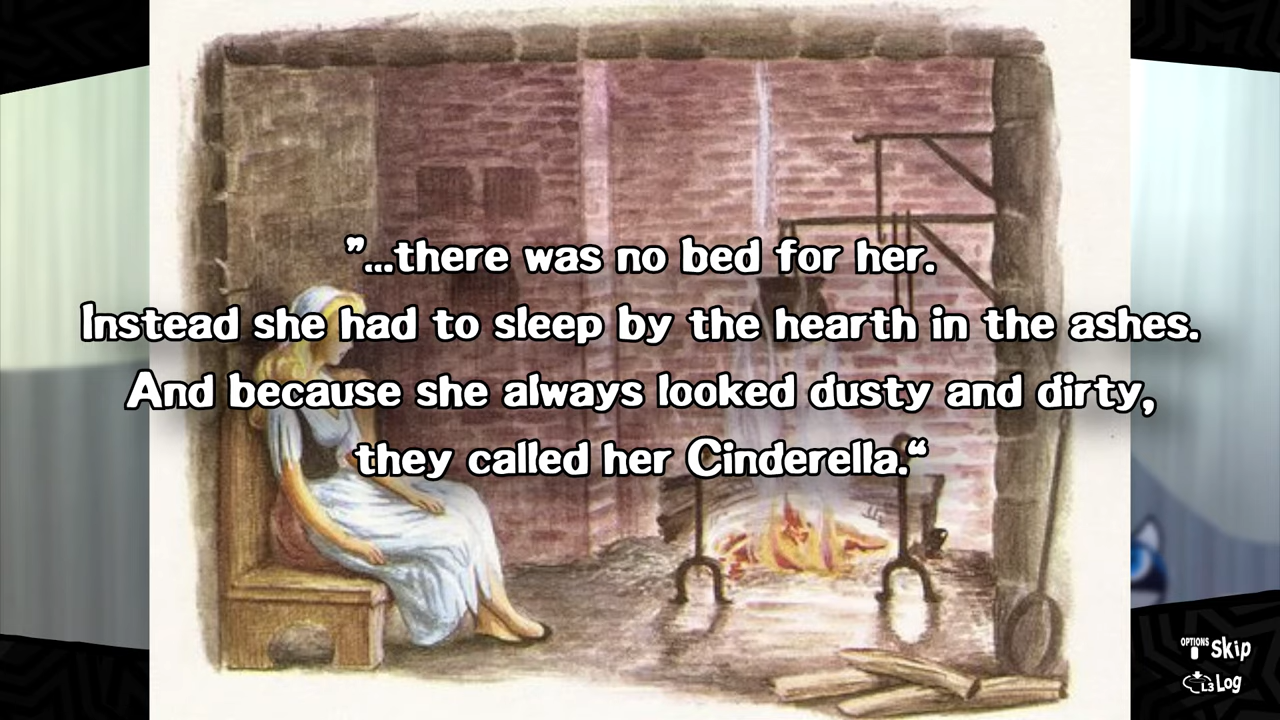 ”...there was no bed for her.
Instead she had to sleep by the hearth in the ashes.
And because she always looked dusty and dirty,
they called her Cinderella.“
OPTIONS Skip
L3 Log